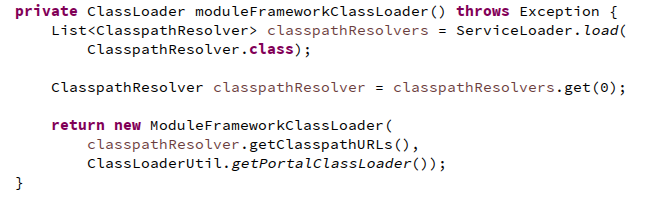 private ClassLoader moduleFrameworkClassLoader() throws Exception {
    List<ClasspathResolver> classpathResolvers = ServiceLoader.load(
        ClasspathResolver.class);
    ClasspathResolver classpathResolver = classpathResolvers.get(0);
    return new ModuleFrameworkClassLoader(
        classpathResolver.getClasspathURLs(),
        ClassLoaderUtil.getPortalClassLoader());
}